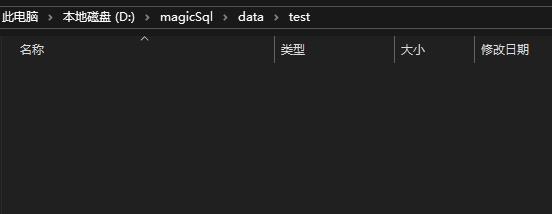 此电脑 > 本地磁盘 (D:) > magicSql > data > test
名称 类型 大小 修改日期